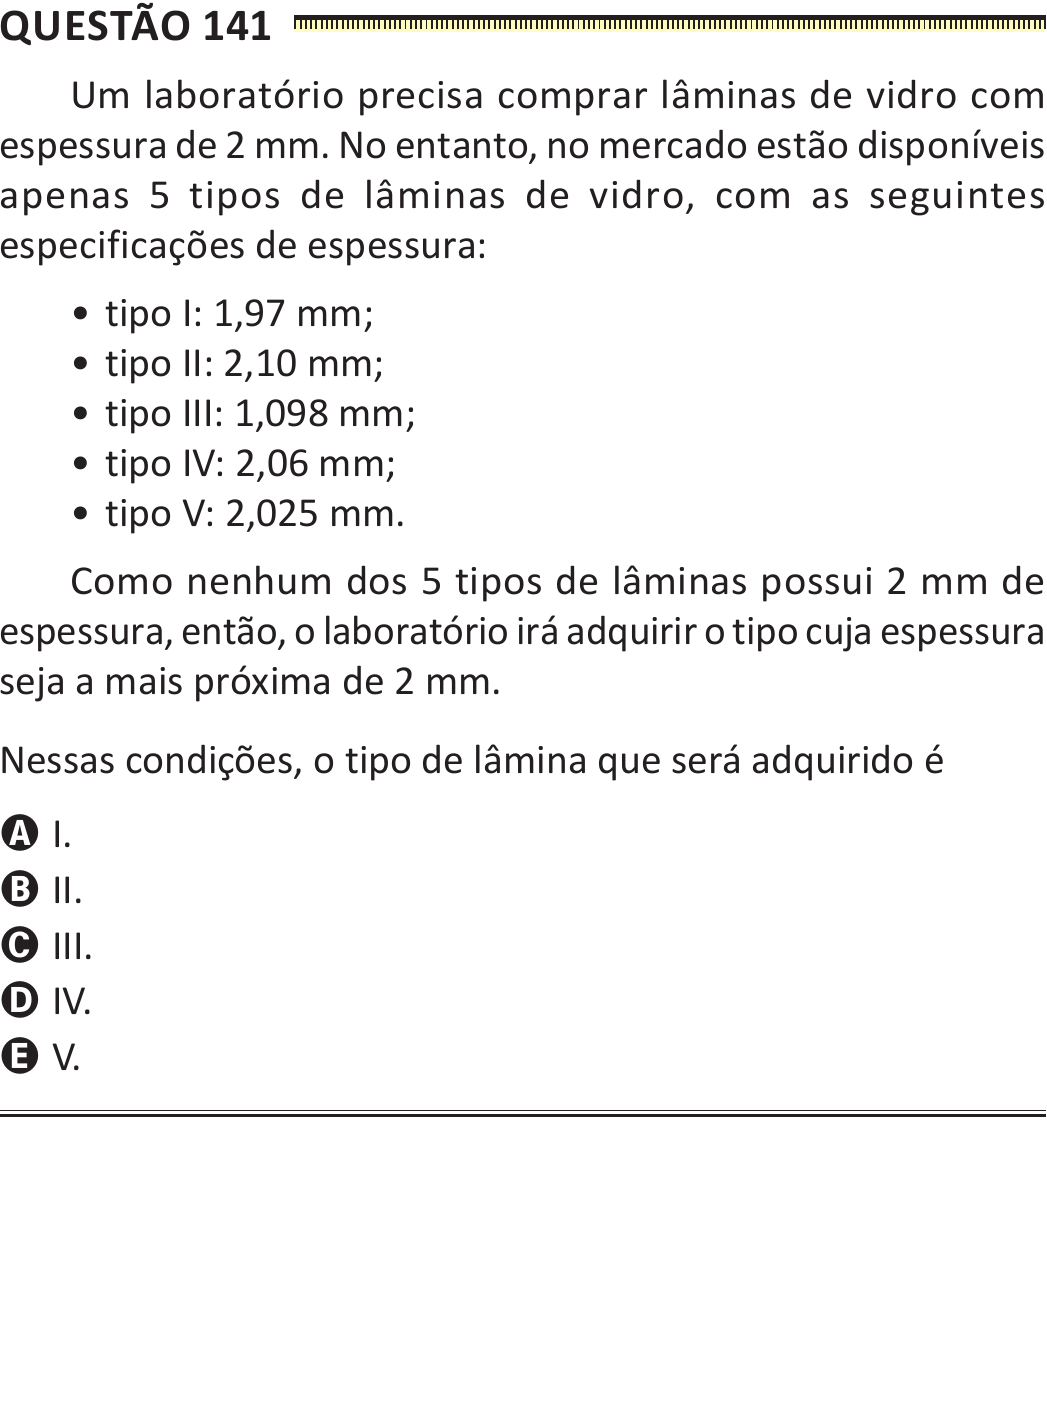 QUESTÃO 141
Um laboratório precisa comprar lâminas de vidro com
espessura de 2 mm. No entanto, no mercado estão disponíveis
apenas 5 tipos de lâminas de vidro, com as seguintes
especificações de espessura:
• tipo I: 1,97 mm;
• tipo II: 2,10 mm;
• tipo III: 1,098 mm;
• tipo IV: 2,06 mm;
• tipo V: 2,025 mm.
Como nenhum dos 5 tipos de lâminas possui 2 mm de
espessura, então, o laboratório irá adquirir o tipo cuja espessura
seja a mais próxima de 2 mm.
Nessas condições, o tipo de lâmina que será adquirido é
A I.
B II.
C III.
D IV.
E V.